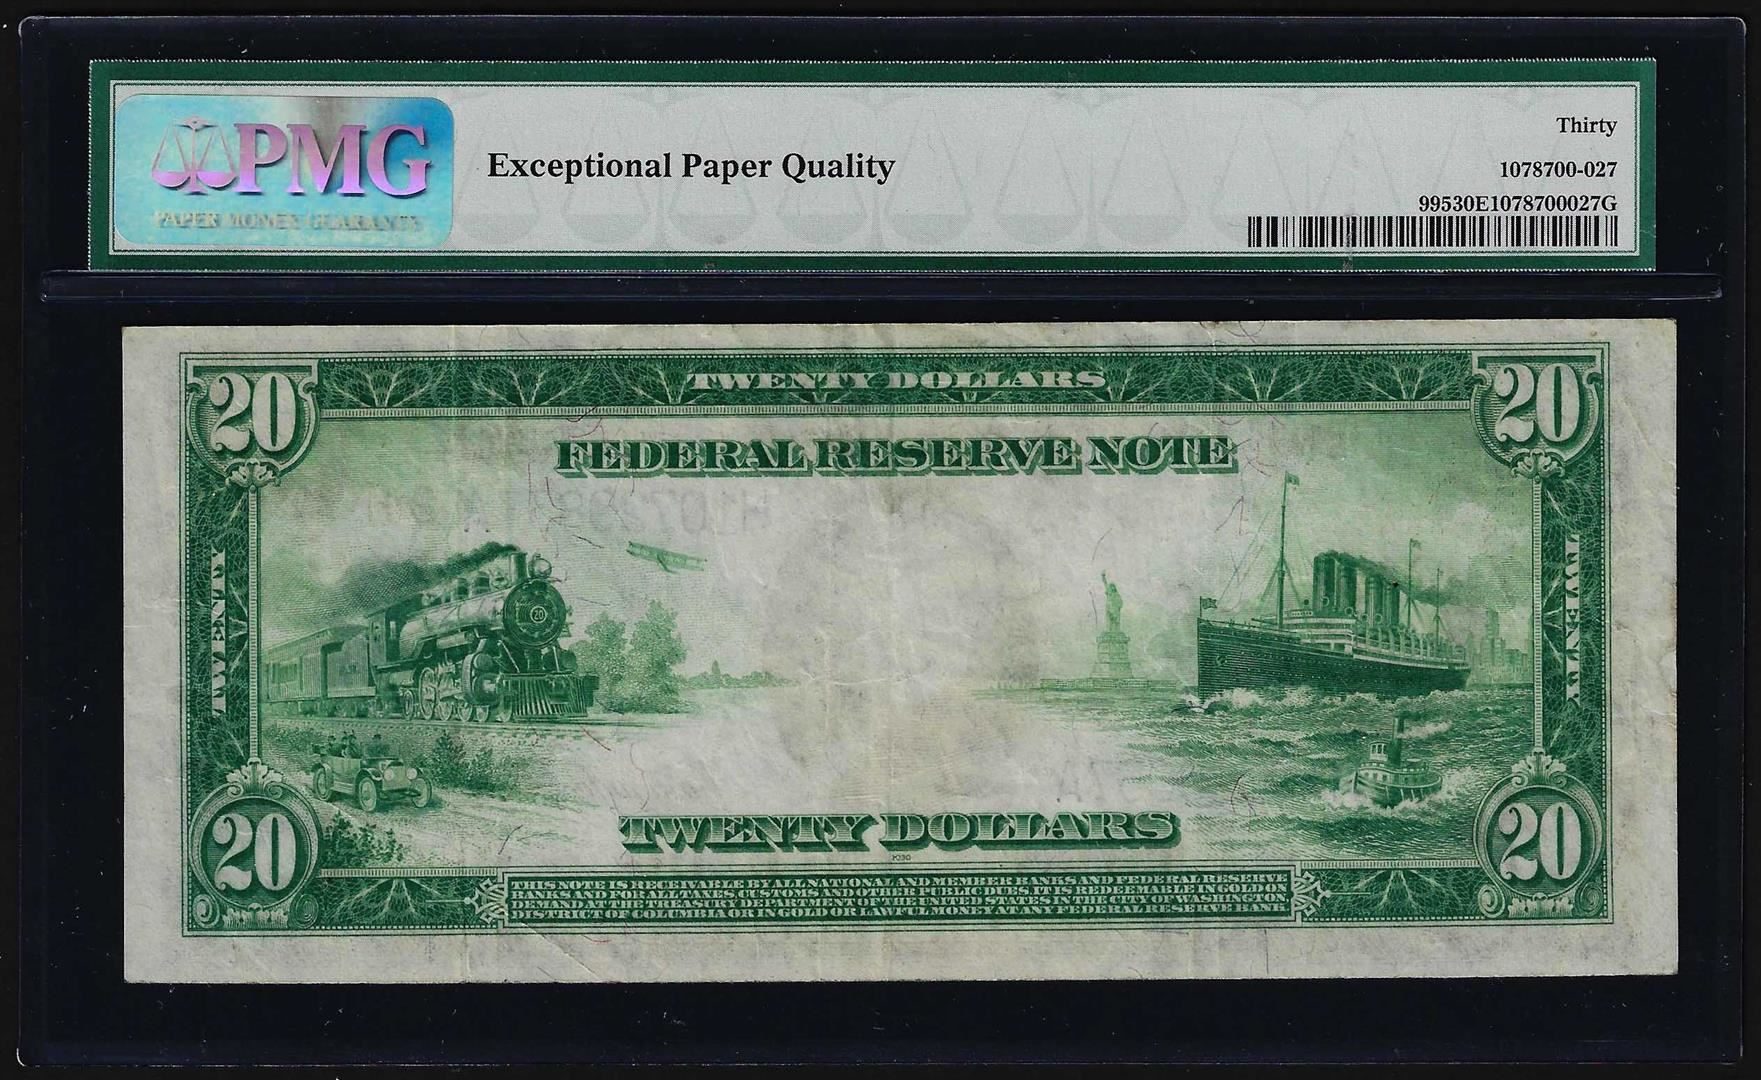 PMG
PAPER MONEY GUARANTY
Exceptional Paper Quality
Thirty
1078700-027
99530E1078700027G
20
TWENTY DOLLARS
20
FEDERAL RESERVE NOTE
TWENTY
20
TWENTY
20
TWENTY DOLLARS
20
THIS NOTE IS RECEIVABLE BY ALL NATIONAL AND MEMBER BANKS AND FEDERAL RESERVE
BANKS AND FOR ALL TAXES, CUSTOMS AND OTHER PUBLIC DUES. IT IS REDEEMABLE IN GOLD ON
DEMAND AT THE TREASURY DEPARTMENT OF THE UNITED STATES IN THE CITY OF WASHINGTON,
DISTRICT OF COLUMBIA OR IN GOLD OR LAWFUL MONEY AT ANY FEDERAL RESERVE BANK.